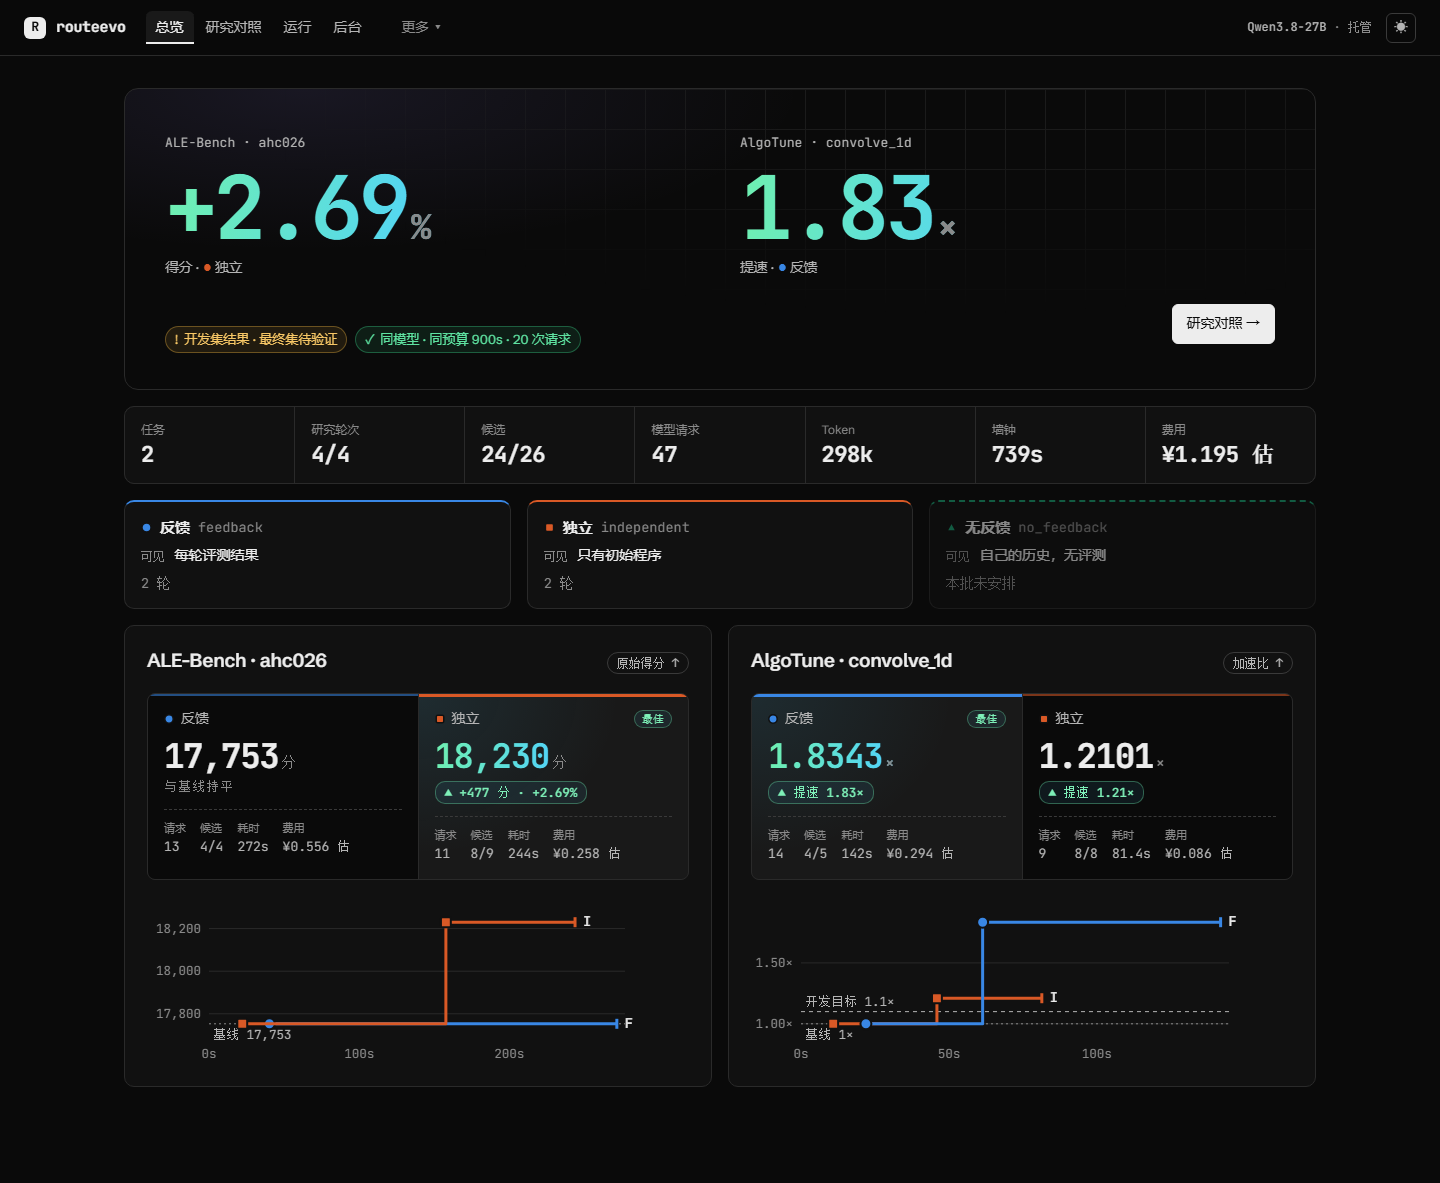 R routeevo 总览 研究对照 运行 后台 更多 ▾ Qwen3.8-27B · 托管
ALE-Bench · ahc026
+2.69%
得分 · 独立
AlgoTune · convolve_1d
1.83×
提速 · 反馈
! 开发集结果 · 最终集待验证
✓ 同模型 · 同预算 900s · 20 次请求
研究对照 →
任务
2
研究轮次
4/4
候选
24/26
模型请求
47
Token
298k
墙钟
739s
费用
¥1.195 估
反馈 feedback
可见 每轮评测结果
2 轮
独立 independent
可见 只有初始程序
2 轮
无反馈 no_feedback
可见 自己的历史，无评测
本批未安排
ALE-Bench · ahc026
原始得分 ↑
反馈
17,753分
与基线持平
请求 候选 耗时 费用
13 4/4 272s ¥0.556 估
独立
最佳
18,230分
▲ +477 分 · +2.69%
请求 候选 耗时 费用
11 8/9 244s ¥0.258 估
18,200
18,000
17,800
I
F
基线 17,753
0s 100s 200s
AlgoTune · convolve_1d
加速比 ↑
反馈
最佳
1.8343×
▲ 提速 1.83×
请求 候选 耗时 费用
14 4/5 142s ¥0.294 估
独立
1.2101×
▲ 提速 1.21×
请求 候选 耗时 费用
9 8/8 81.4s ¥0.086 估
F
1.50×
I
开发目标 1.1×
1.00×
基线 1×
0s 50s 100s